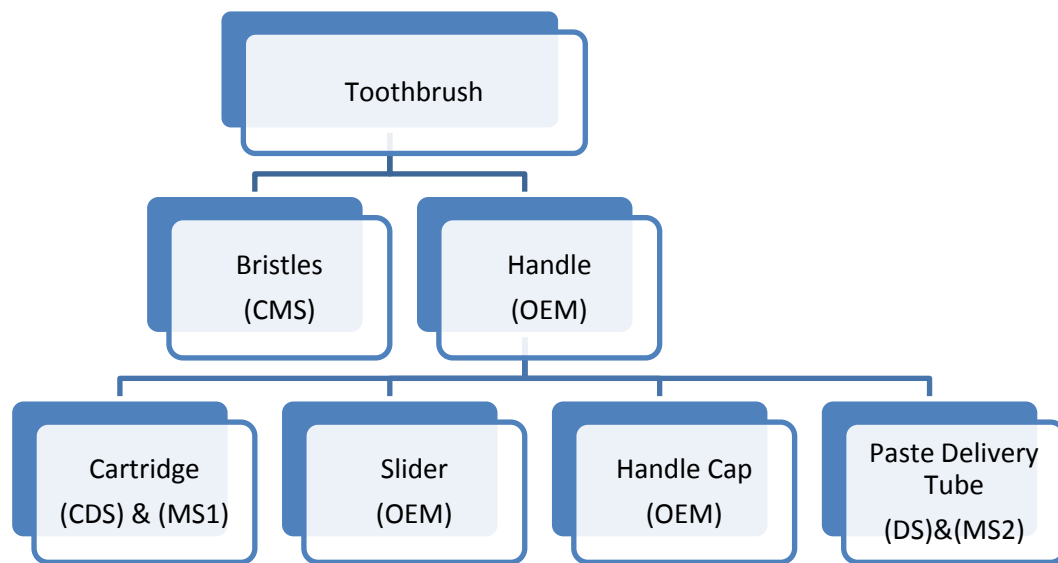 Toothbrush
Bristles
(CMS)
Handle
(OEM)
Cartridge
(CDS) & (MS1)
Slider
(OEM)
Handle Cap
(OEM)
Paste Delivery
Tube
(DS)&(MS2)